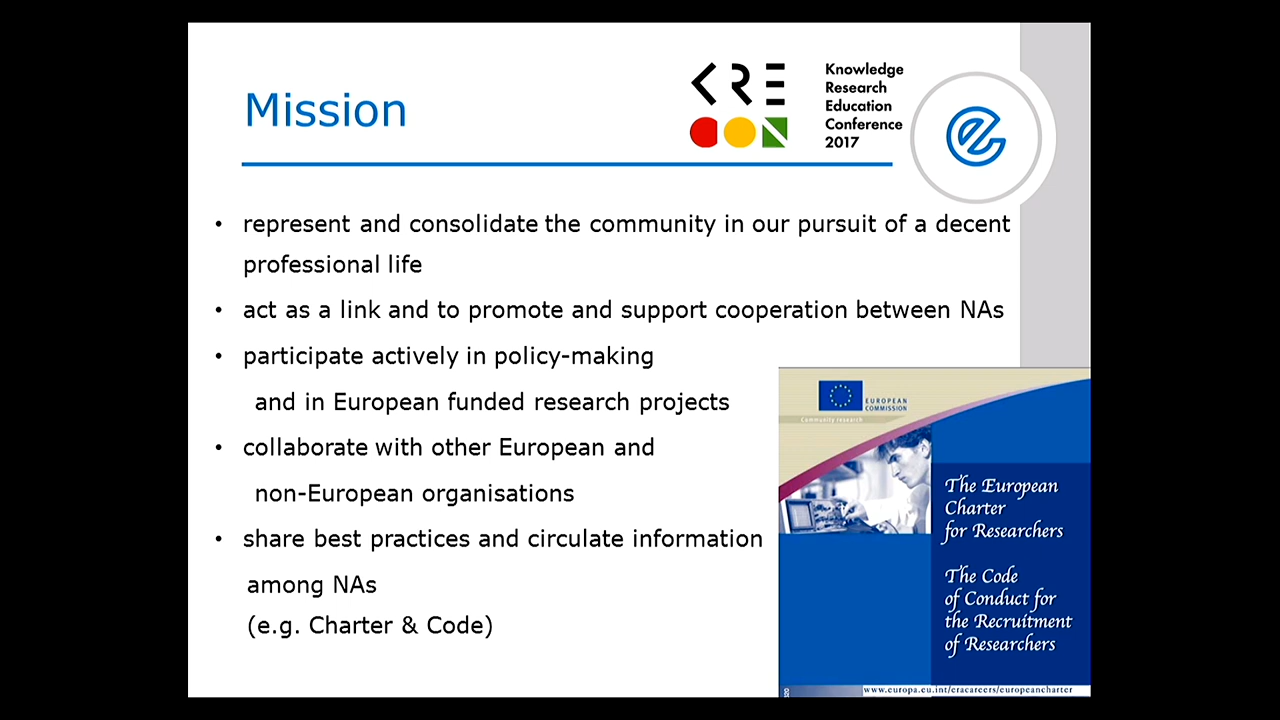 Mission
KRE
CON
Knowledge
Research
Education
Conference
2017
• represent and consolidate the community in our pursuit of a decent
professional life
• act as a link and to promote and support cooperation between NAs
• participate actively in policy-making
and in European funded research projects
• collaborate with other European and
non-European organisations
• share best practices and circulate information
among NAs
(e.g. Charter & Code)
EUROPEAN
COMMISSION
Community research
The European
Charter
for Researchers
The Code
of Conduct for
the Recruitment
of Researchers
www.europa.eu.int/eracareers/europeancharter